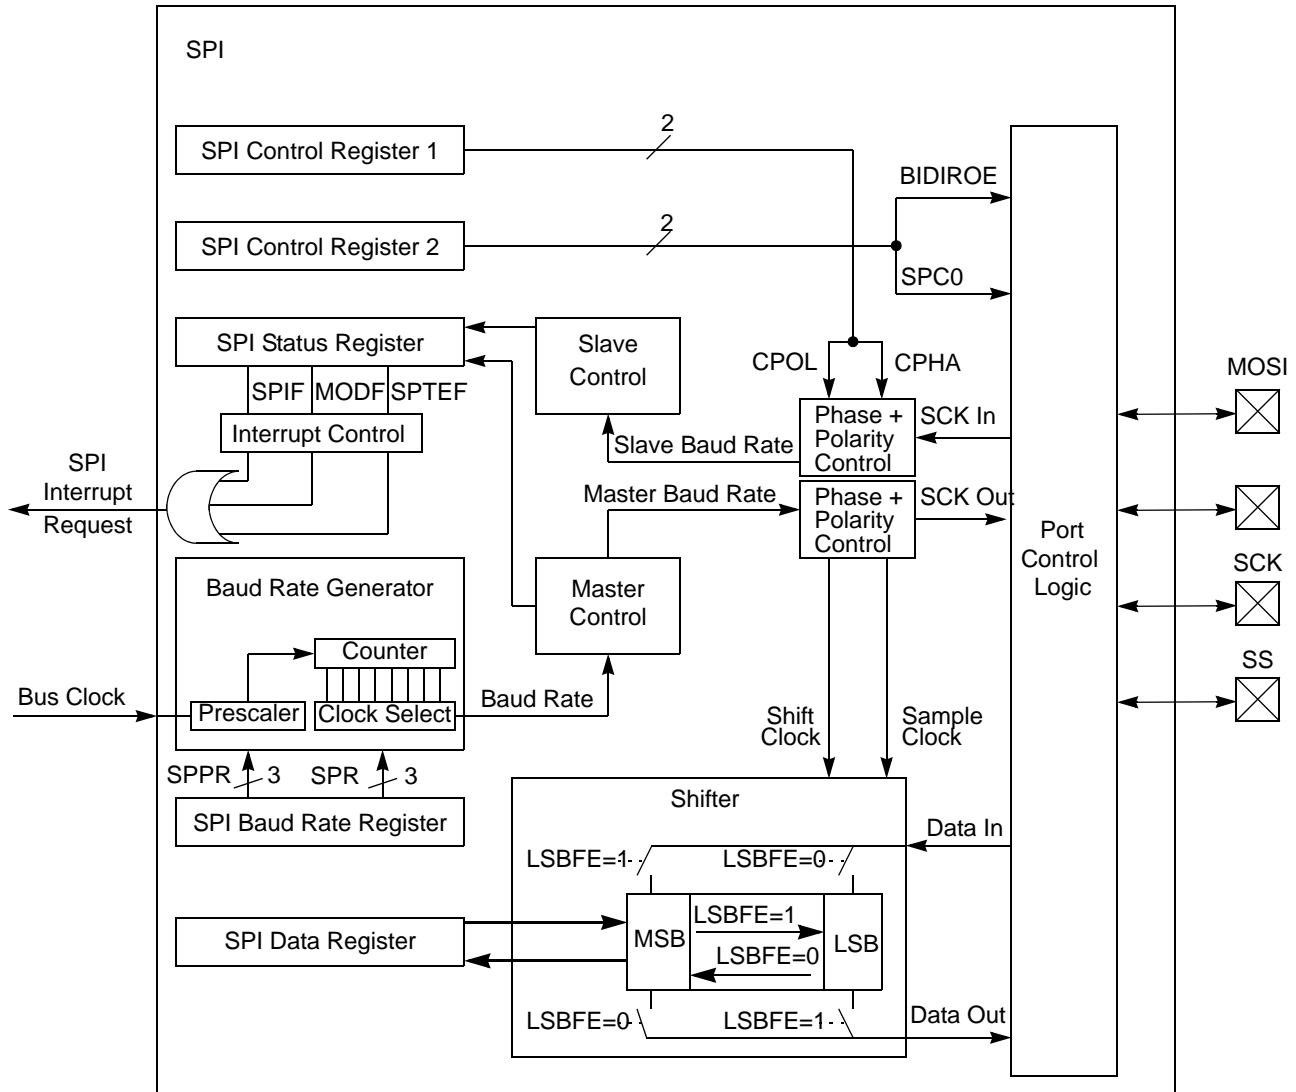 SPI
SPI Control Register 1
2
BIDIROE
SPI Control Register 2
2
SPC0
SPI Status Register
Slave
Control
CPOL
CPHA
MOSI
SPIF
MODF
SPTEF
Interrupt Control
Phase +
Polarity
Control
SCK In
Slave Baud Rate
SPI
Interrupt
Request
Master Baud Rate
Phase +
Polarity
Control
SCK Out
Port
Control
Logic
SCK
Baud Rate Generator
Master
Control
Counter
SS
Bus Clock
Prescaler
Clock Select
Baud Rate
Shift
Clock
Sample
Clock
SPPR
3
SPR
3
SPI Baud Rate Register
Shifter
Data In
LSBFE=1
LSBFE=0
SPI Data Register
MSB
LSBFE=1
LSBFE=0
LSB
LSBFE=0
LSBFE=1
Data Out